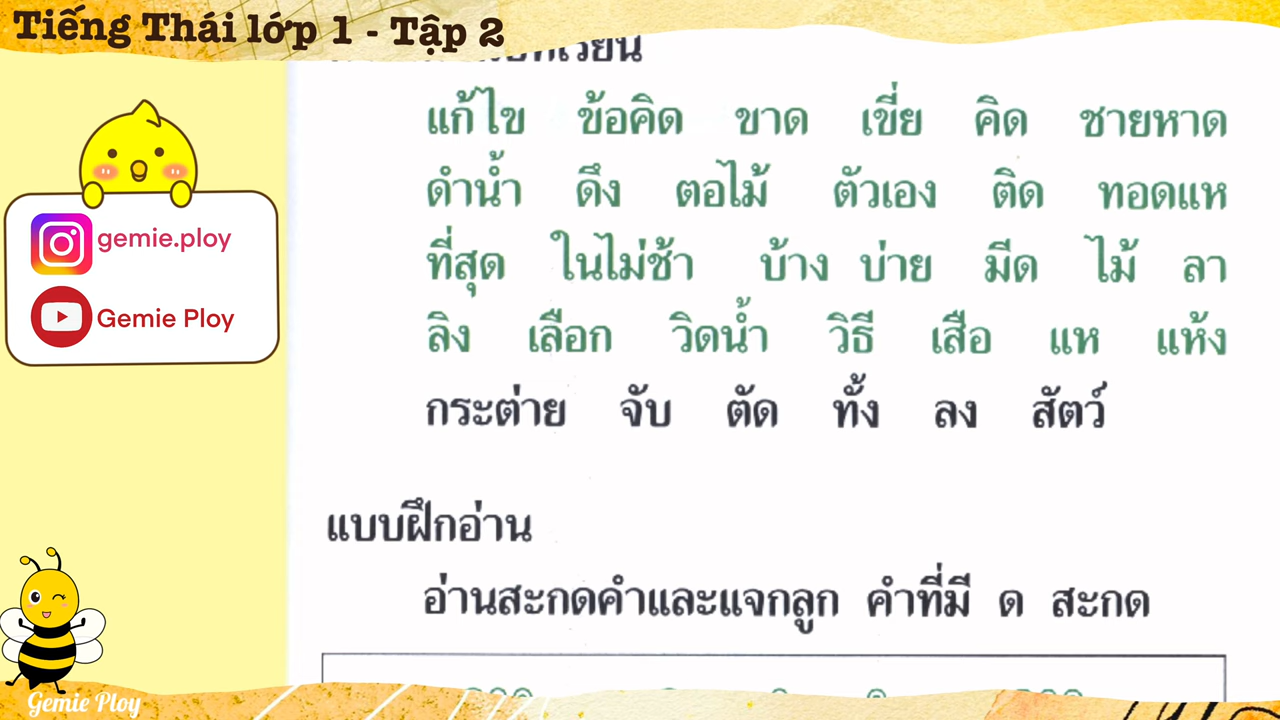 Tiếng Thái lớp 1 - Tập 2
gemie.ploy
Gemie Ploy
แก้ไข ข้อคิด ขาด เขี่ย คิด ชายหาด
ดำน้ำ ดึง ตอไม้ ตัวเอง ติด ทอดแห
ที่สุด ในไม่ช้า บ้าง บ่าย มีด ไม้ ลา
ลิง เลือก วิดน้ำ วิธี เสือ แห แห้ง
กระต่าย จับ ตัด ทั้ง ลง สัตว์
แบบฝึกอ่าน
อ่านสะกดคำและแจกลูก คำที่มี ด สะกด
Gemie Ploy